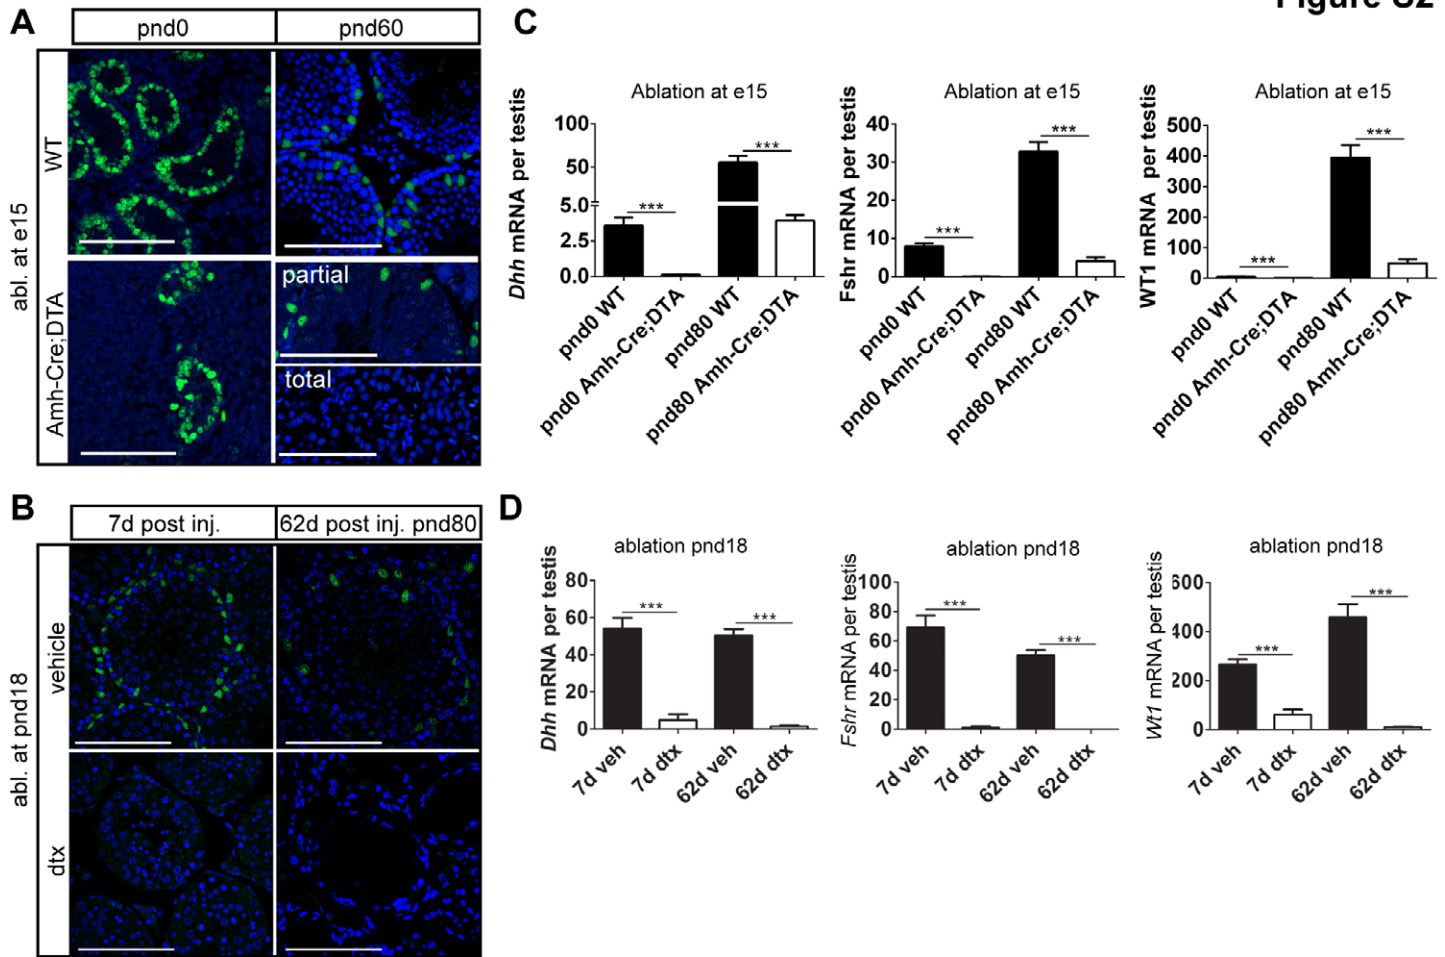 Figure S2
A
pnd0
pnd60
abl. at e15
WT
Amh-Cre;DTA
partial
total
B
7d post inj.
62d post inj. pnd80
abl. at pnd18
vehicle
dtx
C
Ablation at e15
Dhh mRNA per testis
100
50
5.0
2.5
0.0
***
***
pnd0 WT
pnd0 Amh-Cre;DTA
pnd80 WT
pnd80 Amh-Cre;DTA
Ablation at e15
Fshr mRNA per testis
40
30
20
10
0
***
***
pnd0 WT
pnd0 Amh-Cre;DTA
pnd80 WT
pnd80 Amh-Cre;DTA
Ablation at e15
WT1 mRNA per testis
500
400
300
200
100
0
***
***
pnd0 WT
pnd0 Amh-Cre;DTA
pnd80 WT
pnd80 Amh-Cre;DTA
D
ablation pnd18
Dhh mRNA per testis
80
60
40
20
0
***
***
7d veh
7d dtx
62d veh
62d dtx
ablation pnd18
Fshr mRNA per testis
100
80
60
40
20
0
***
***
7d veh
7d dtx
62d veh
62d dtx
ablation pnd18
Wt1 mRNA per testis
600
400
200
0
***
***
7d veh
7d dtx
62d veh
62d dtx